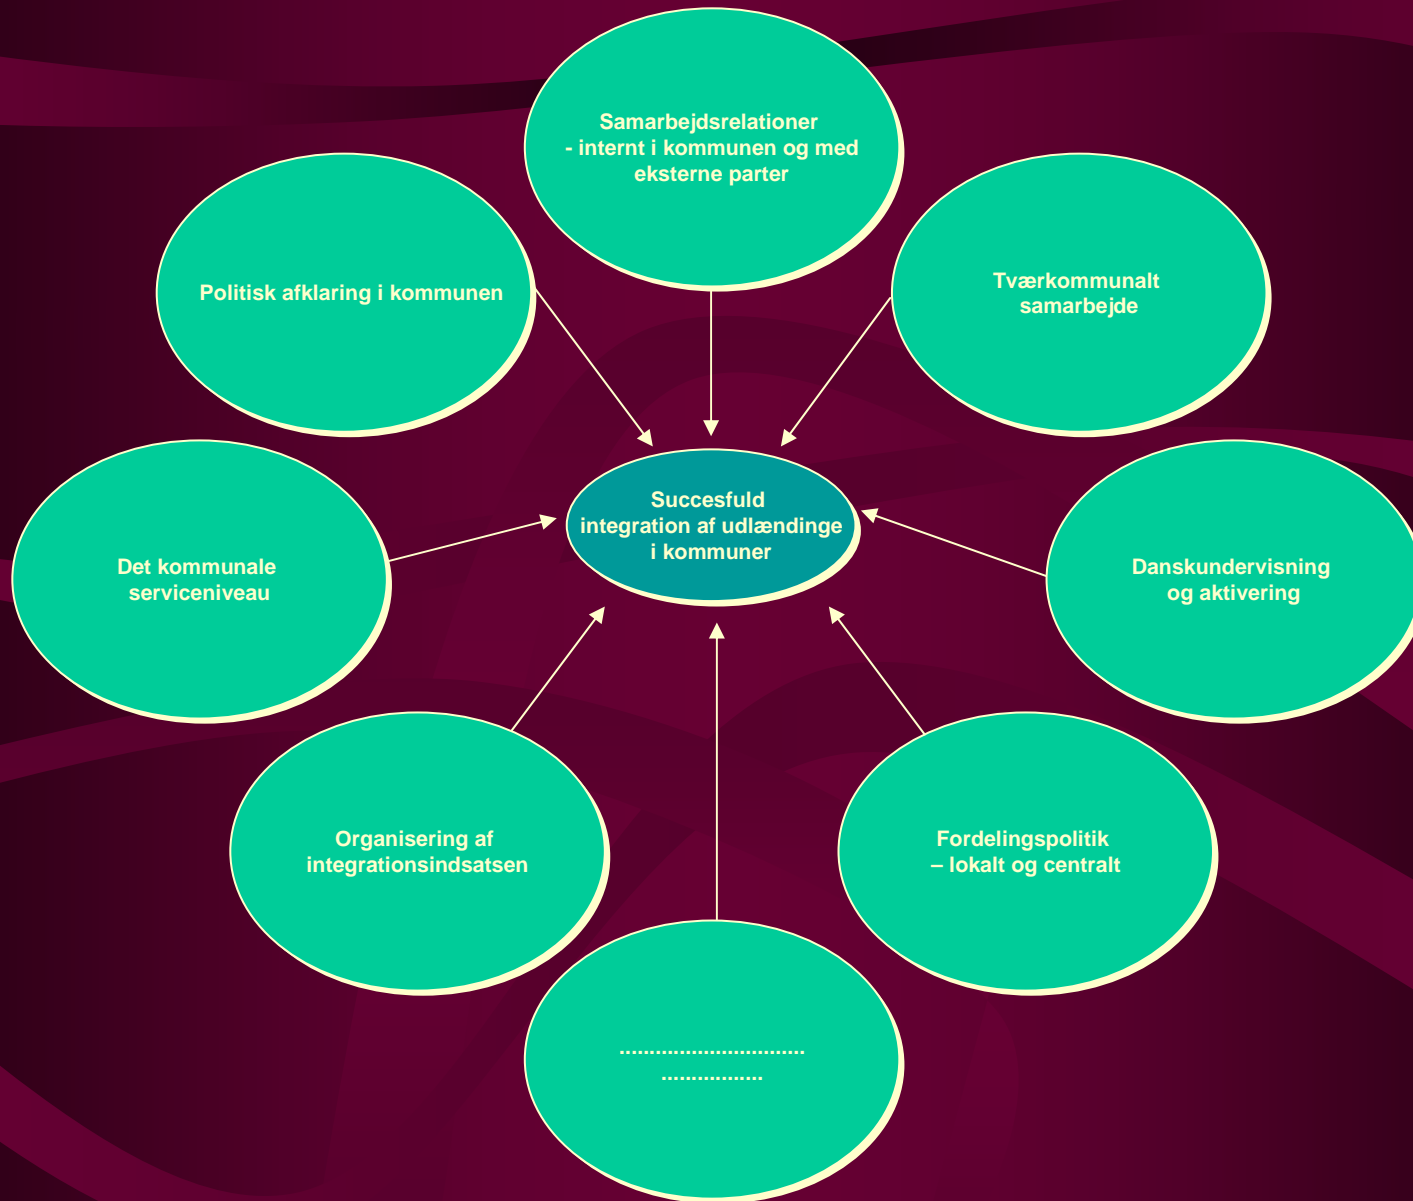 Samarbejdsrelationer
- internt i kommunen og med
eksterne parter
Politisk afklaring i kommunen
Tværkommunalt
samarbejde
Succesfuld
integration af udlændinge
i kommuner
Det kommunale
serviceniveau
Danskundervisning
og aktivering
Organisering af
integrationsindsatsen
Fordelingspolitik
– lokalt og centralt
...............................
.................